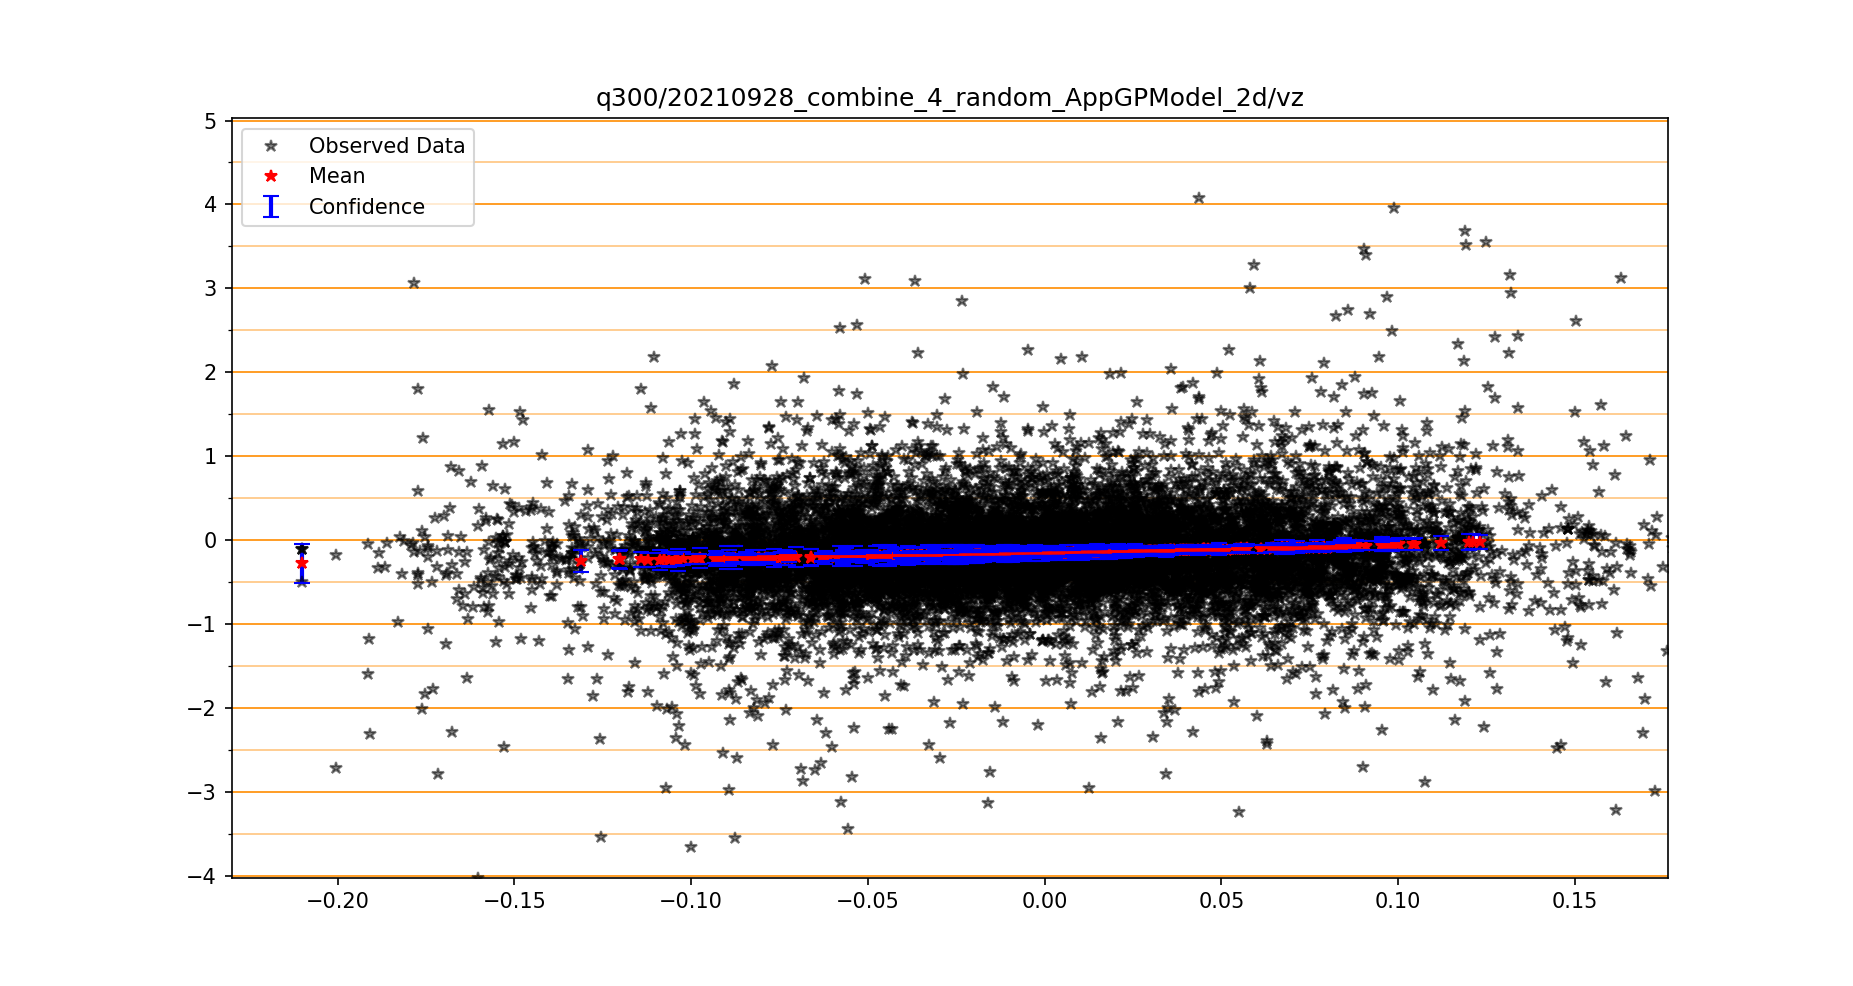 q300/20210928_combine_4_random_AppGPModel_2d/vz
5
Observed Data
Mean
4
Confidence
3
2
1
0
−1
−2
−3
−4
−0.20 −0.15 −0.10 −0.05 0.00 0.05 0.10 0.15